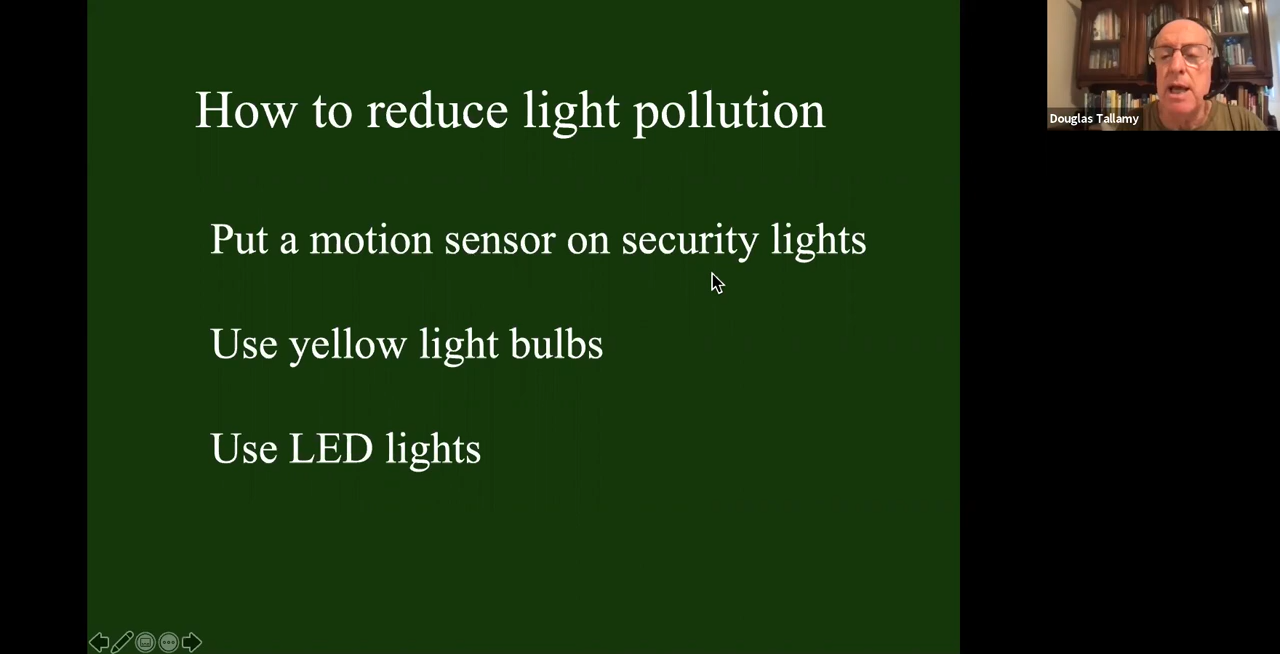 How to reduce light pollution
Put a motion sensor on security lights
Use yellow light bulbs
Use LED lights
Douglas Tallamy